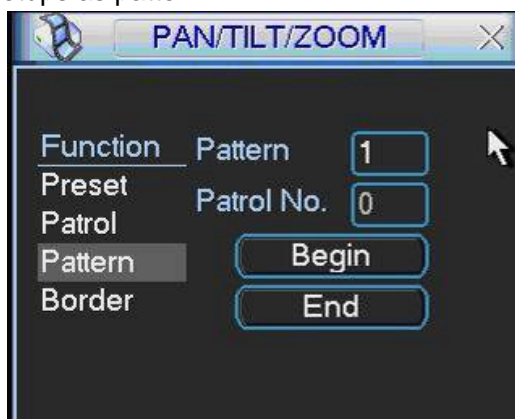 PAN/TILT/ZOOM
Function
Preset
Patrol
Pattern
Border
Pattern 1
Patrol No. 0
Begin
End